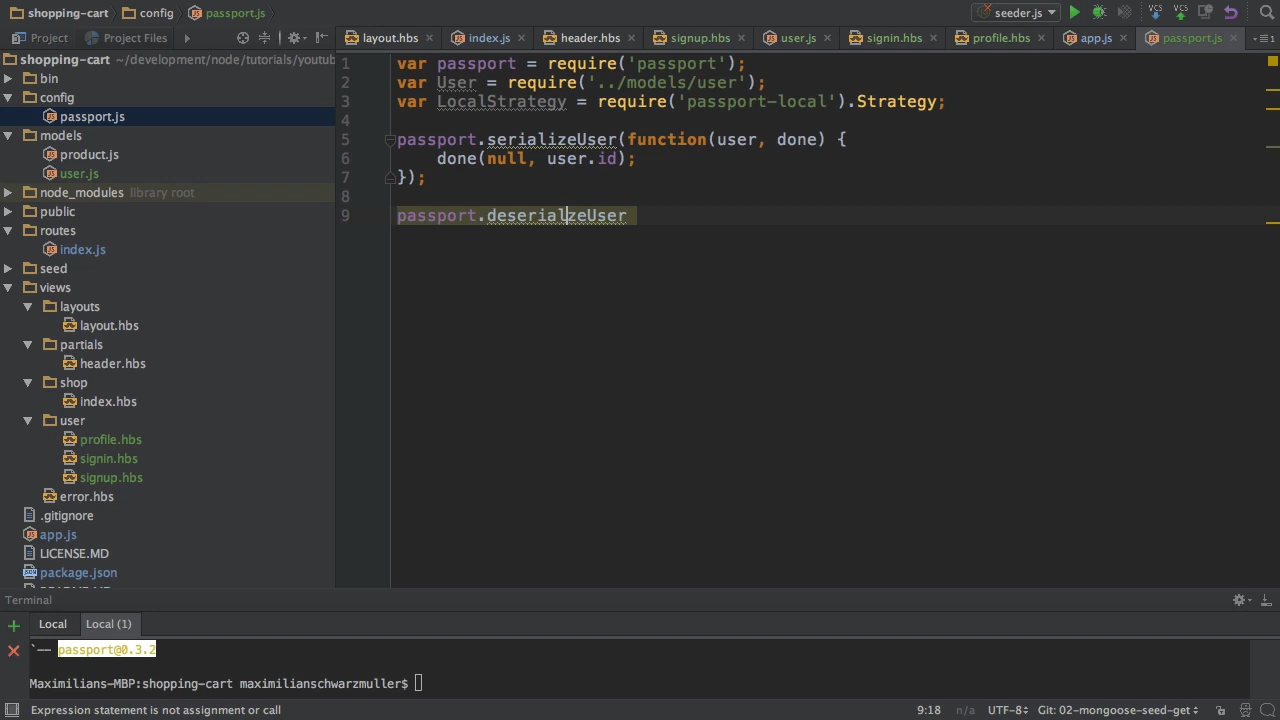 shopping-cart config passport.js seeder.js
Project Project Files layout.hbs index.js header.hbs signup.hbs user.js signin.hbs profile.hbs app.js passport.js
shopping-cart ~/development/node/tutorials/youtub
bin
config
passport.js
models
product.js
user.js
node_modules library root
public
routes
index.js
seed
views
layouts
layout.hbs
partials
header.hbs
shop
index.hbs
user
profile.hbs
signin.hbs
signup.hbs
error.hbs
.gitignore
app.js
LICENSE.MD
package.json
1 var passport = require('passport');
2 var User = require('../models/user');
3 var LocalStrategy = require('passport-local').Strategy;
4
5 passport.serializeUser(function(user, done) {
6 done(null, user.id);
7 });
8
9 passport.deserialzeUser
Terminal
Local Local (1)
`── passport@0.3.2
Maximilians-MBP:shopping-cart maximilianschwarzmuller$
Expression statement is not assignment or call 9:18 n/a UTF-8 Git: 02-mongoose-seed-get